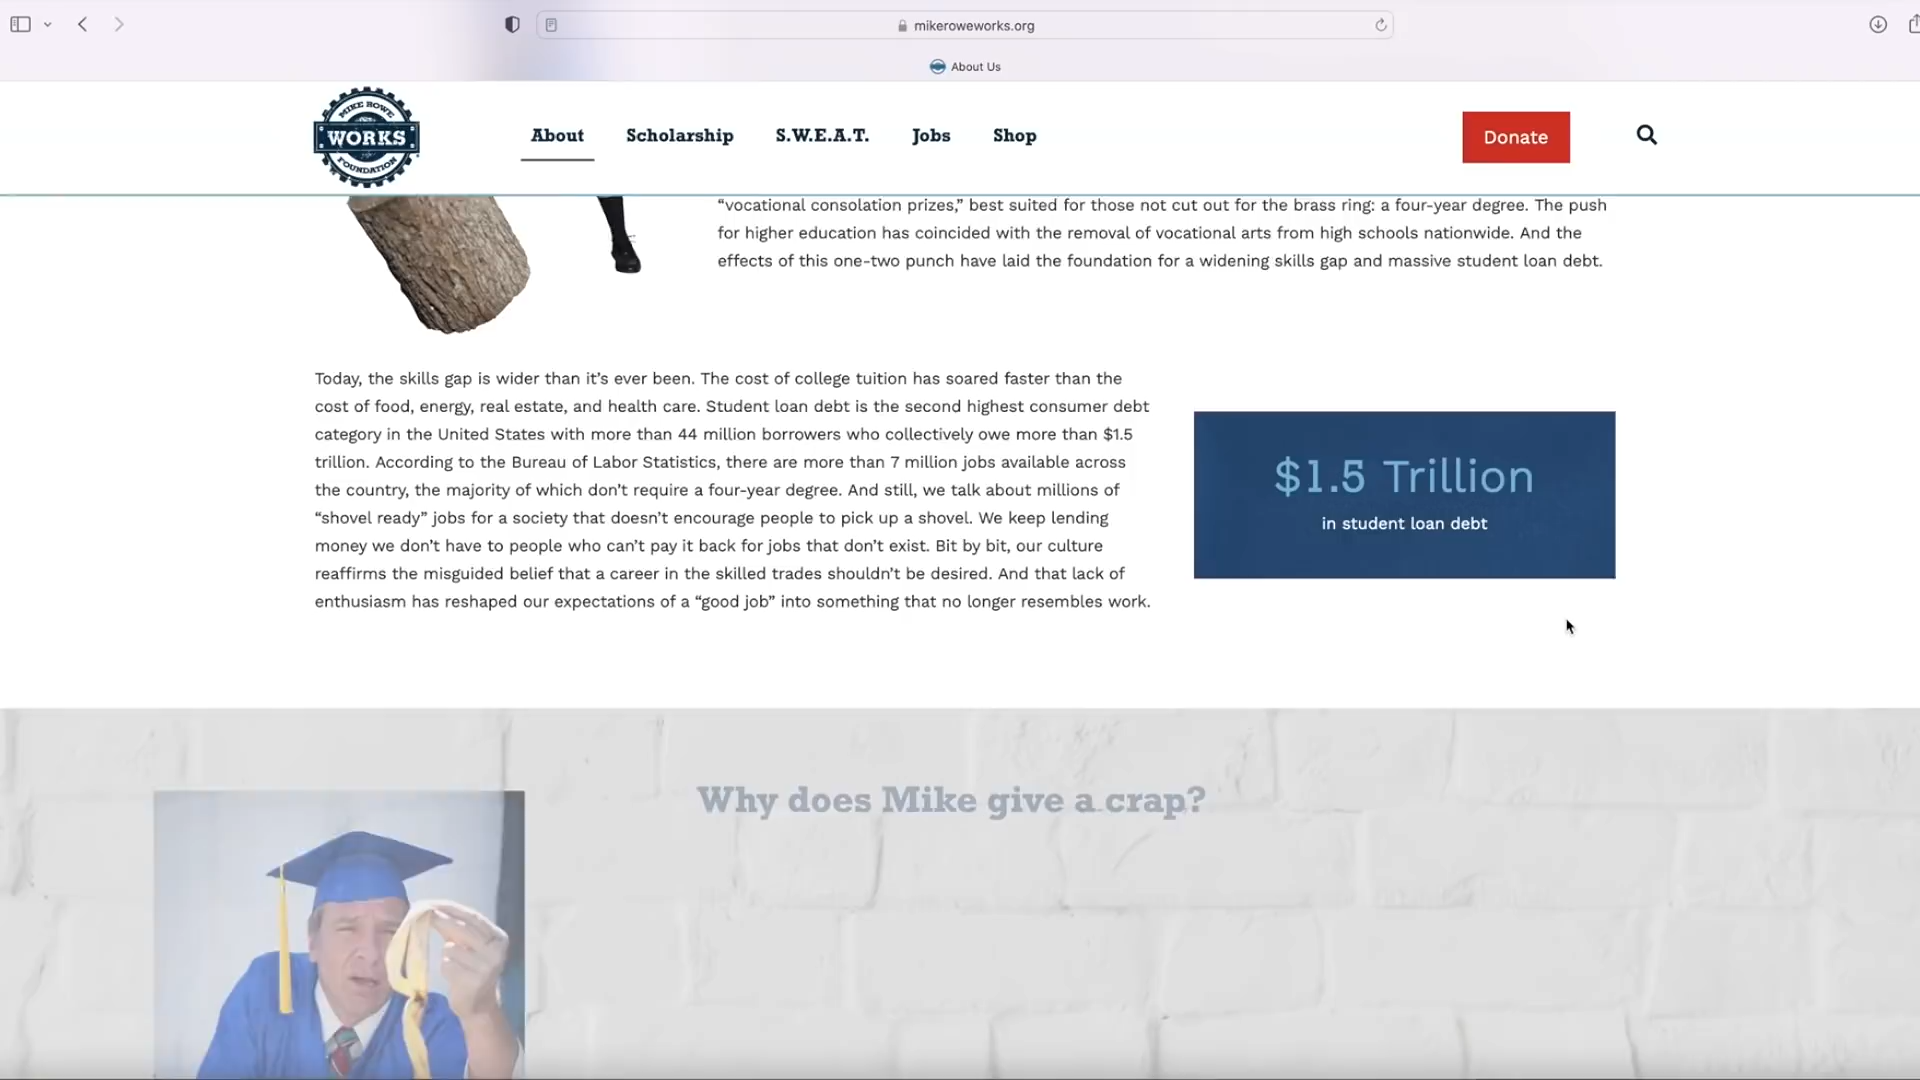 mikeroweworks.org
About Us
MIKE ROWE
WORKS
FOUNDATION
About
Scholarship
S.W.E.A.T.
Jobs
Shop
Donate
“vocational consolation prizes,” best suited for those not cut out for the brass ring: a four-year degree. The push
for higher education has coincided with the removal of vocational arts from high schools nationwide. And the
effects of this one-two punch have laid the foundation for a widening skills gap and massive student loan debt.
Today, the skills gap is wider than it’s ever been. The cost of college tuition has soared faster than the
cost of food, energy, real estate, and health care. Student loan debt is the second highest consumer debt
category in the United States with more than 44 million borrowers who collectively owe more than $1.5
trillion. According to the Bureau of Labor Statistics, there are more than 7 million jobs available across
the country, the majority of which don’t require a four-year degree. And still, we talk about millions of
“shovel ready” jobs for a society that doesn’t encourage people to pick up a shovel. We keep lending
money we don’t have to people who can’t pay it back for jobs that don’t exist. Bit by bit, our culture
reaffirms the misguided belief that a career in the skilled trades shouldn’t be desired. And that lack of
enthusiasm has reshaped our expectations of a “good job” into something that no longer resembles work.
$1.5 Trillion
in student loan debt
Why does Mike give a crap?